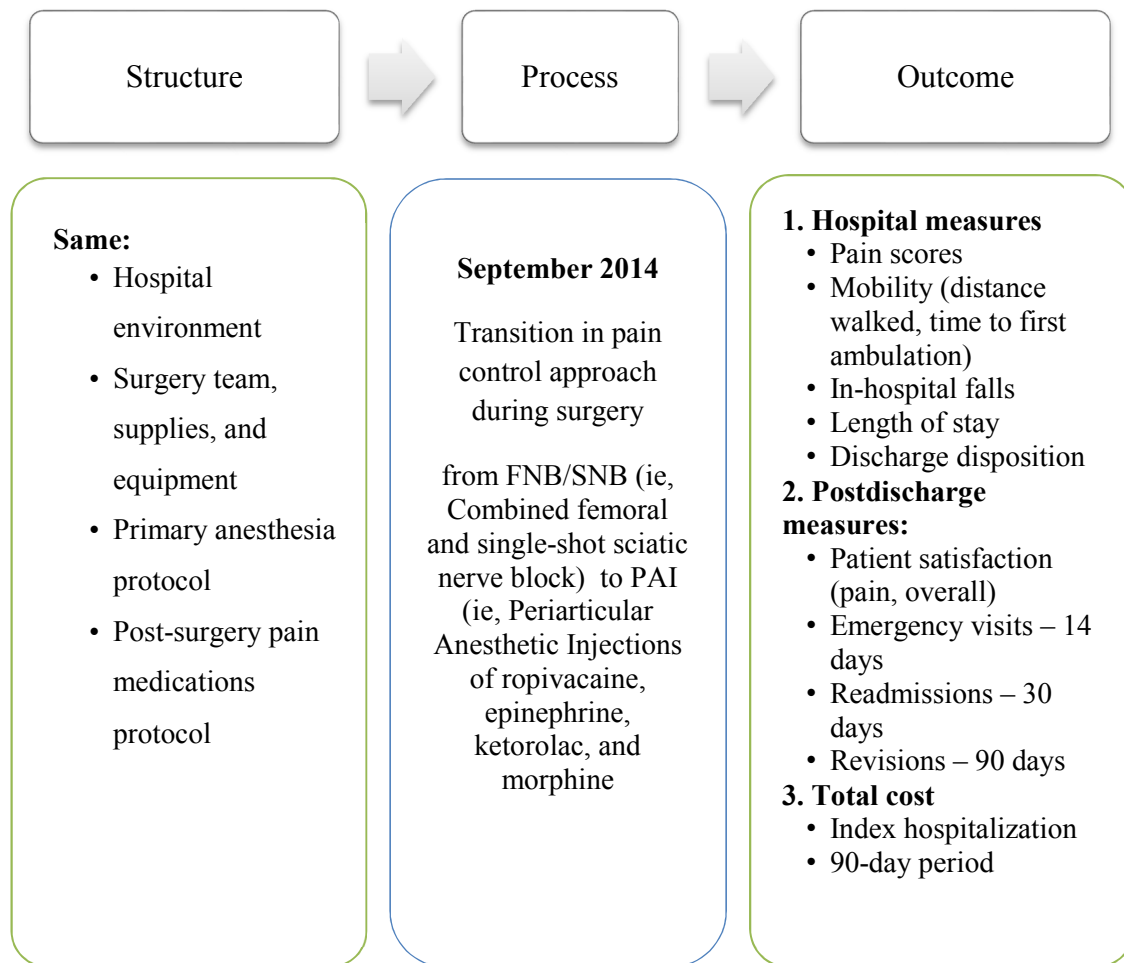 Structure
Process
Outcome
Same:
• Hospital
environment
• Surgery team,
supplies, and
equipment
• Primary anesthesia
protocol
• Post-surgery pain
medications
protocol
September 2014
Transition in pain
control approach
during surgery
from FNB/SNB (ie,
Combined femoral
and single-shot sciatic
nerve block) to PAI
(ie, Periarticular
Anesthetic Injections
of ropivacaine,
epinephrine,
ketorolac, and
morphine
1. Hospital measures
• Pain scores
• Mobility (distance
walked, time to first
ambulation)
• In-hospital falls
• Length of stay
• Discharge disposition
2. Postdischarge
measures:
• Patient satisfaction
(pain, overall)
• Emergency visits – 14
days
• Readmissions – 30
days
• Revisions – 90 days
3. Total cost
• Index hospitalization
• 90-day period